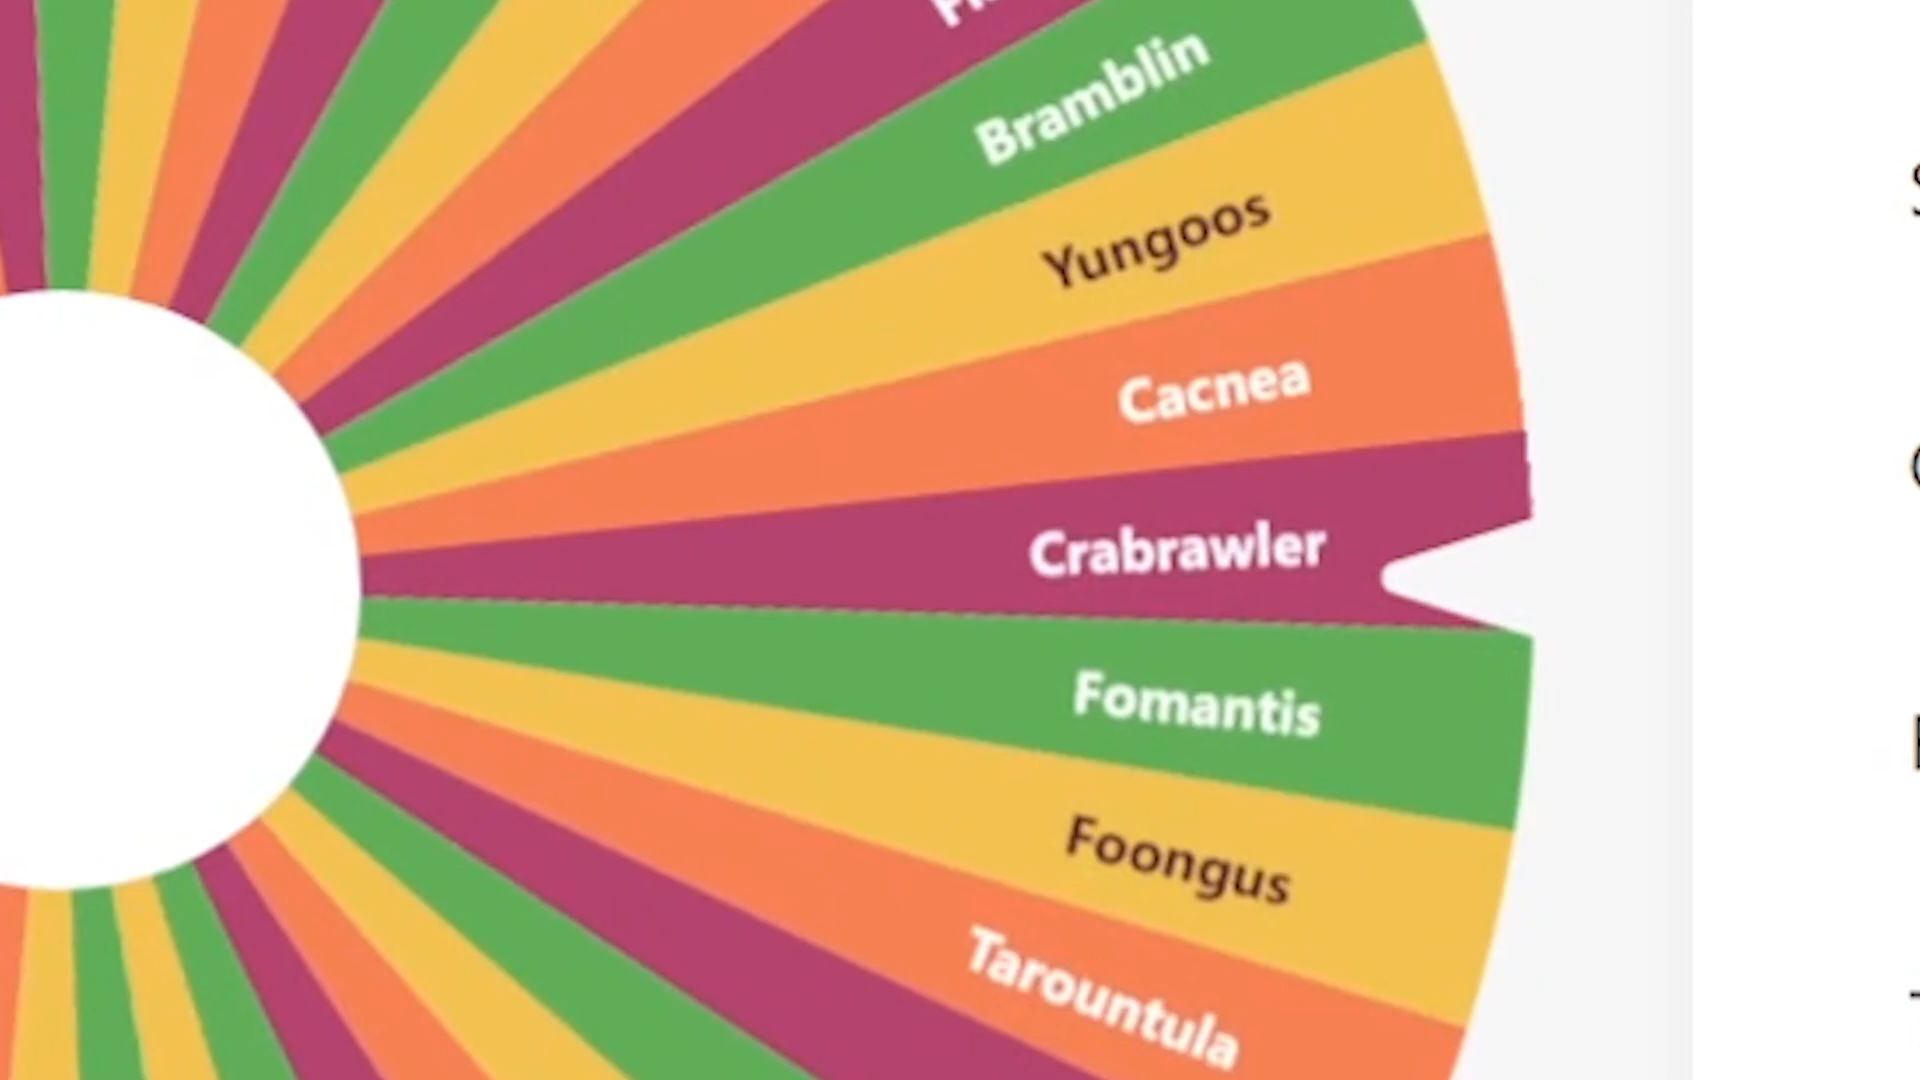 Bramblin
Yungoos
Cacnea
Crabrawler
Fomantis
Foongus
Tarountula